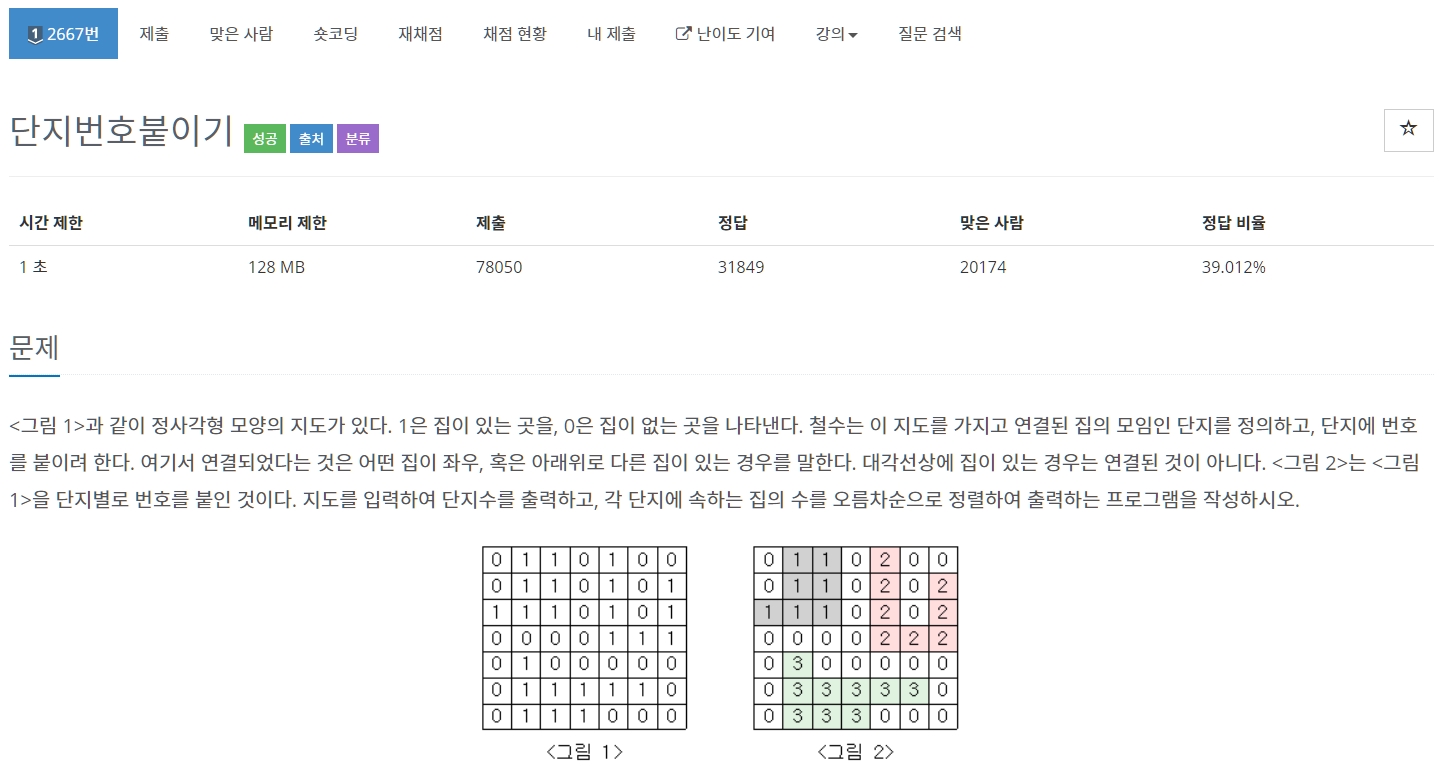 1 2667번 제출 맞은 사람 숏코딩 재채점 채점 현황 내 제출 난이도 기여 강의 질문 검색
단지번호붙이기 성공 출처 분류
시간 제한 메모리 제한 제출 정답 맞은 사람 정답 비율
1 초 128 MB 78050 31849 20174 39.012%
문제
<그림 1>과 같이 정사각형 모양의 지도가 있다. 1은 집이 있는 곳을, 0은 집이 없는 곳을 나타낸다. 철수는 이 지도를 가지고 연결된 집의 모임인 단지를 정의하고, 단지에 번호
를 붙이려 한다. 여기서 연결되었다는 것은 어떤 집이 좌우, 혹은 아래위로 다른 집이 있는 경우를 말한다. 대각선상에 집이 있는 경우는 연결된 것이 아니다. <그림 2>는 <그림
1>을 단지별로 번호를 붙인 것이다. 지도를 입력하여 단지수를 출력하고, 각 단지에 속하는 집의 수를 오름차순으로 정렬하여 출력하는 프로그램을 작성하시오.
0 1 1 0 1 0 0
0 1 1 0 1 0 1
1 1 1 0 1 0 1
0 0 0 0 1 1 1
0 1 0 0 0 0 0
0 1 1 1 1 1 0
0 1 1 1 0 0 0
<그림 1>
0 1 1 0 2 0 0
0 1 1 0 2 0 2
1 1 1 0 2 0 2
0 0 0 0 2 2 2
0 3 0 0 0 0 0
0 3 3 3 3 3 0
0 3 3 3 0 0 0
<그림 2>